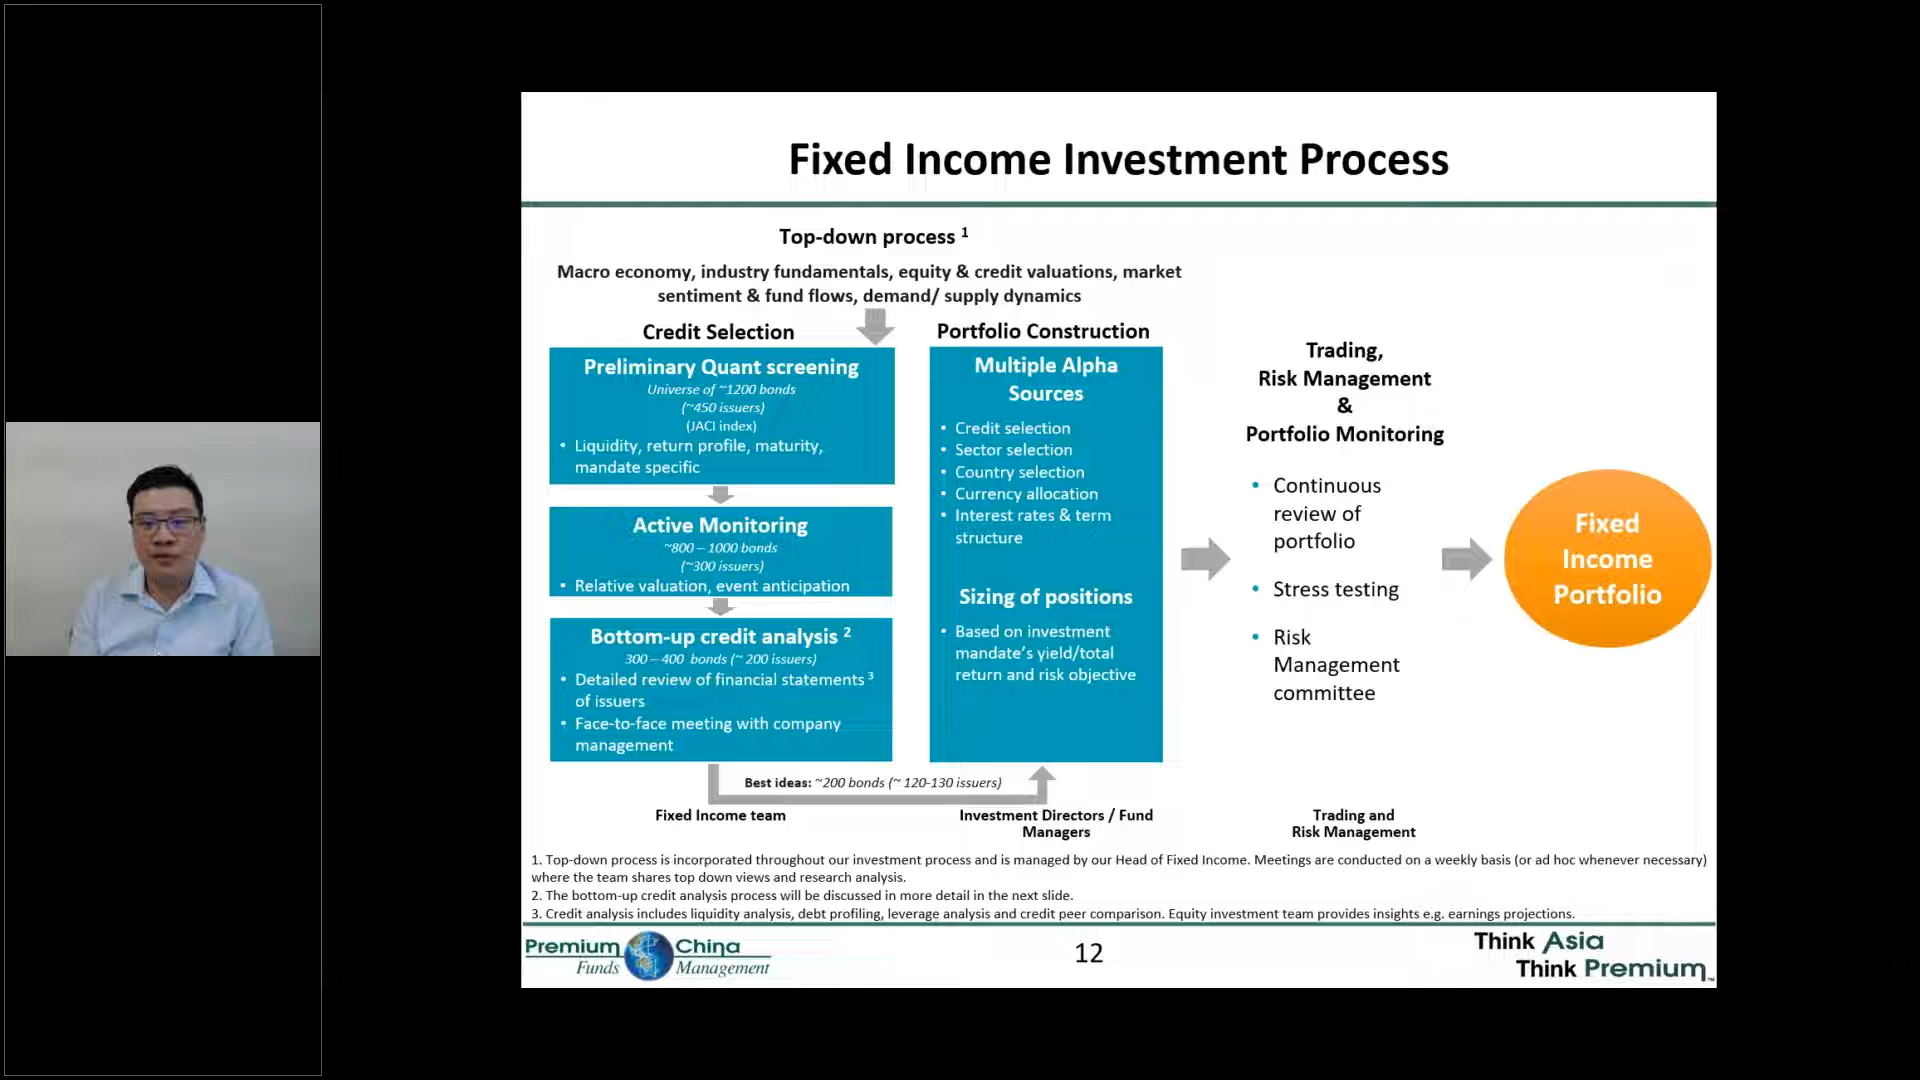 Fixed Income Investment Process
Top-down process 1
Macro economy, industry fundamentals, equity & credit valuations, market
sentiment & fund flows, demand/ supply dynamics
Credit Selection
Preliminary Quant screening
Universe of ~1200 bonds
(~450 issuers)
(JACI index)
• Liquidity, return profile, maturity,
mandate specific
Active Monitoring
~800 – 1000 bonds
(~300 issuers)
• Relative valuation, event anticipation
Bottom-up credit analysis 2
300 – 400 bonds (~ 200 issuers)
• Detailed review of financial statements 3
of issuers
• Face-to-face meeting with company
management
Best ideas: ~200 bonds (~ 120-130 issuers)
Fixed Income team
Portfolio Construction
Multiple Alpha
Sources
• Credit selection
• Sector selection
• Country selection
• Currency allocation
• Interest rates & term
structure
Sizing of positions
• Based on investment
mandate's yield/total
return and risk objective
Investment Directors / Fund
Managers
Trading,
Risk Management
&
Portfolio Monitoring
• Continuous
review of
portfolio
• Stress testing
• Risk
Management
committee
Trading and
Risk Management
Fixed
Income
Portfolio
1. Top-down process is incorporated throughout our investment process and is managed by our Head of Fixed Income. Meetings are conducted on a weekly basis (or ad hoc whenever necessary)
where the team shares top down views and research analysis.
2. The bottom-up credit analysis process will be discussed in more detail in the next slide.
3. Credit analysis includes liquidity analysis, debt profiling, leverage analysis and credit peer comparison. Equity investment team provides insights e.g. earnings projections.
Premium China
Funds Management
12
Think Asia
Think Premium™